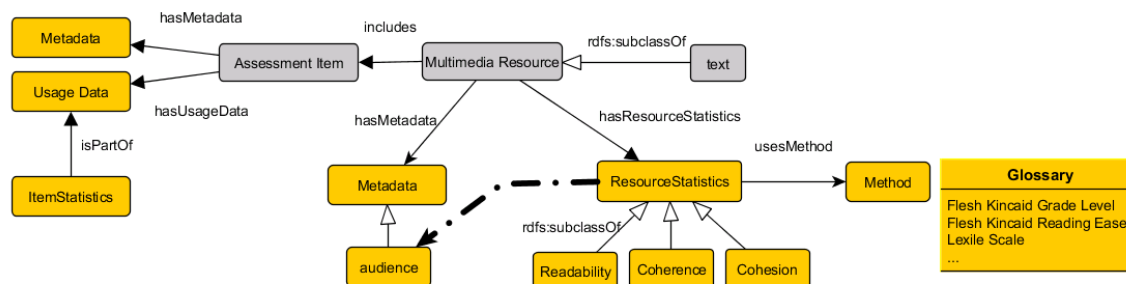 hasMetadata
includes
rdfs:subclassOf
Metadata
Assessment Item
Multimedia Resource
text
Usage Data
hasUsageData
hasMetadata
hasResourceStatistics
isPartOf
usesMethod
ItemStatistics
Metadata
ResourceStatistics
Method
Glossary
Flesh Kincaid Grade Level
Flesh Kincaid Reading Ease
Lexile Scale
...
rdfs:subclassOf
audience
Readability
Coherence
Cohesion